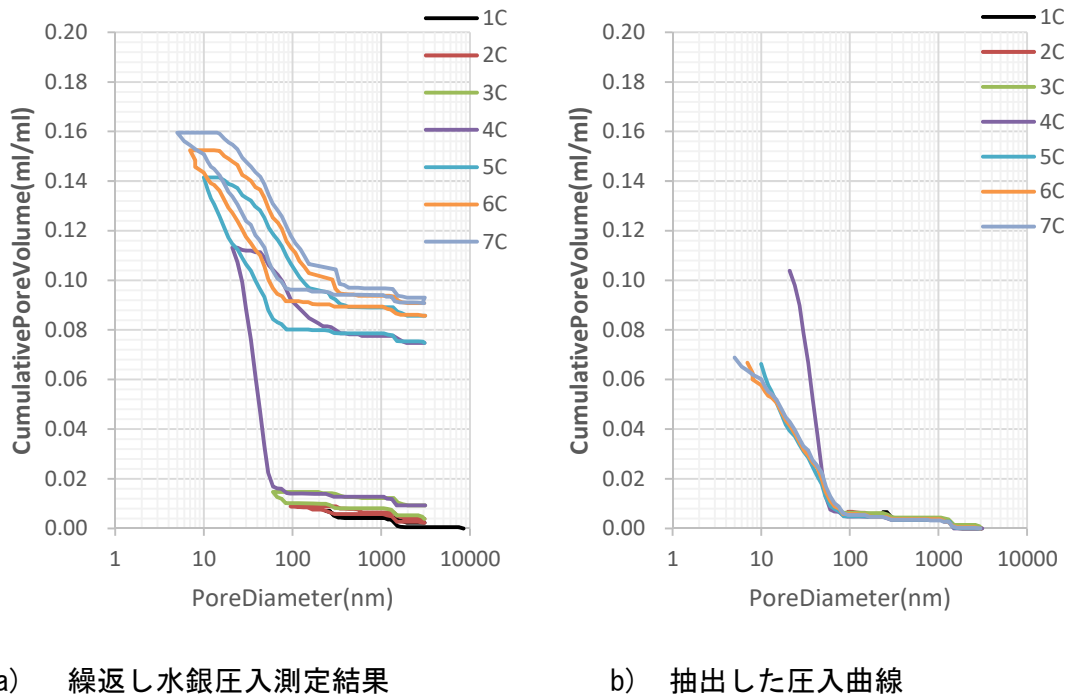 1C
2C
3C
4C
5C
6C
7C
0.20
0.18
0.16
0.14
0.12
0.10
0.08
0.06
0.04
0.02
0.00
CumulativePoreVolume(ml/ml)
1 10 100 1000 10000
PoreDiameter(nm)
1C
2C
3C
4C
5C
6C
7C
0.20
0.18
0.16
0.14
0.12
0.10
0.08
0.06
0.04
0.02
0.00
CumulativePoreVolume(ml/ml)
1 10 100 1000 10000
PoreDiameter(nm)
a) 繰返し水銀圧入測定結果
b) 抽出した圧入曲線